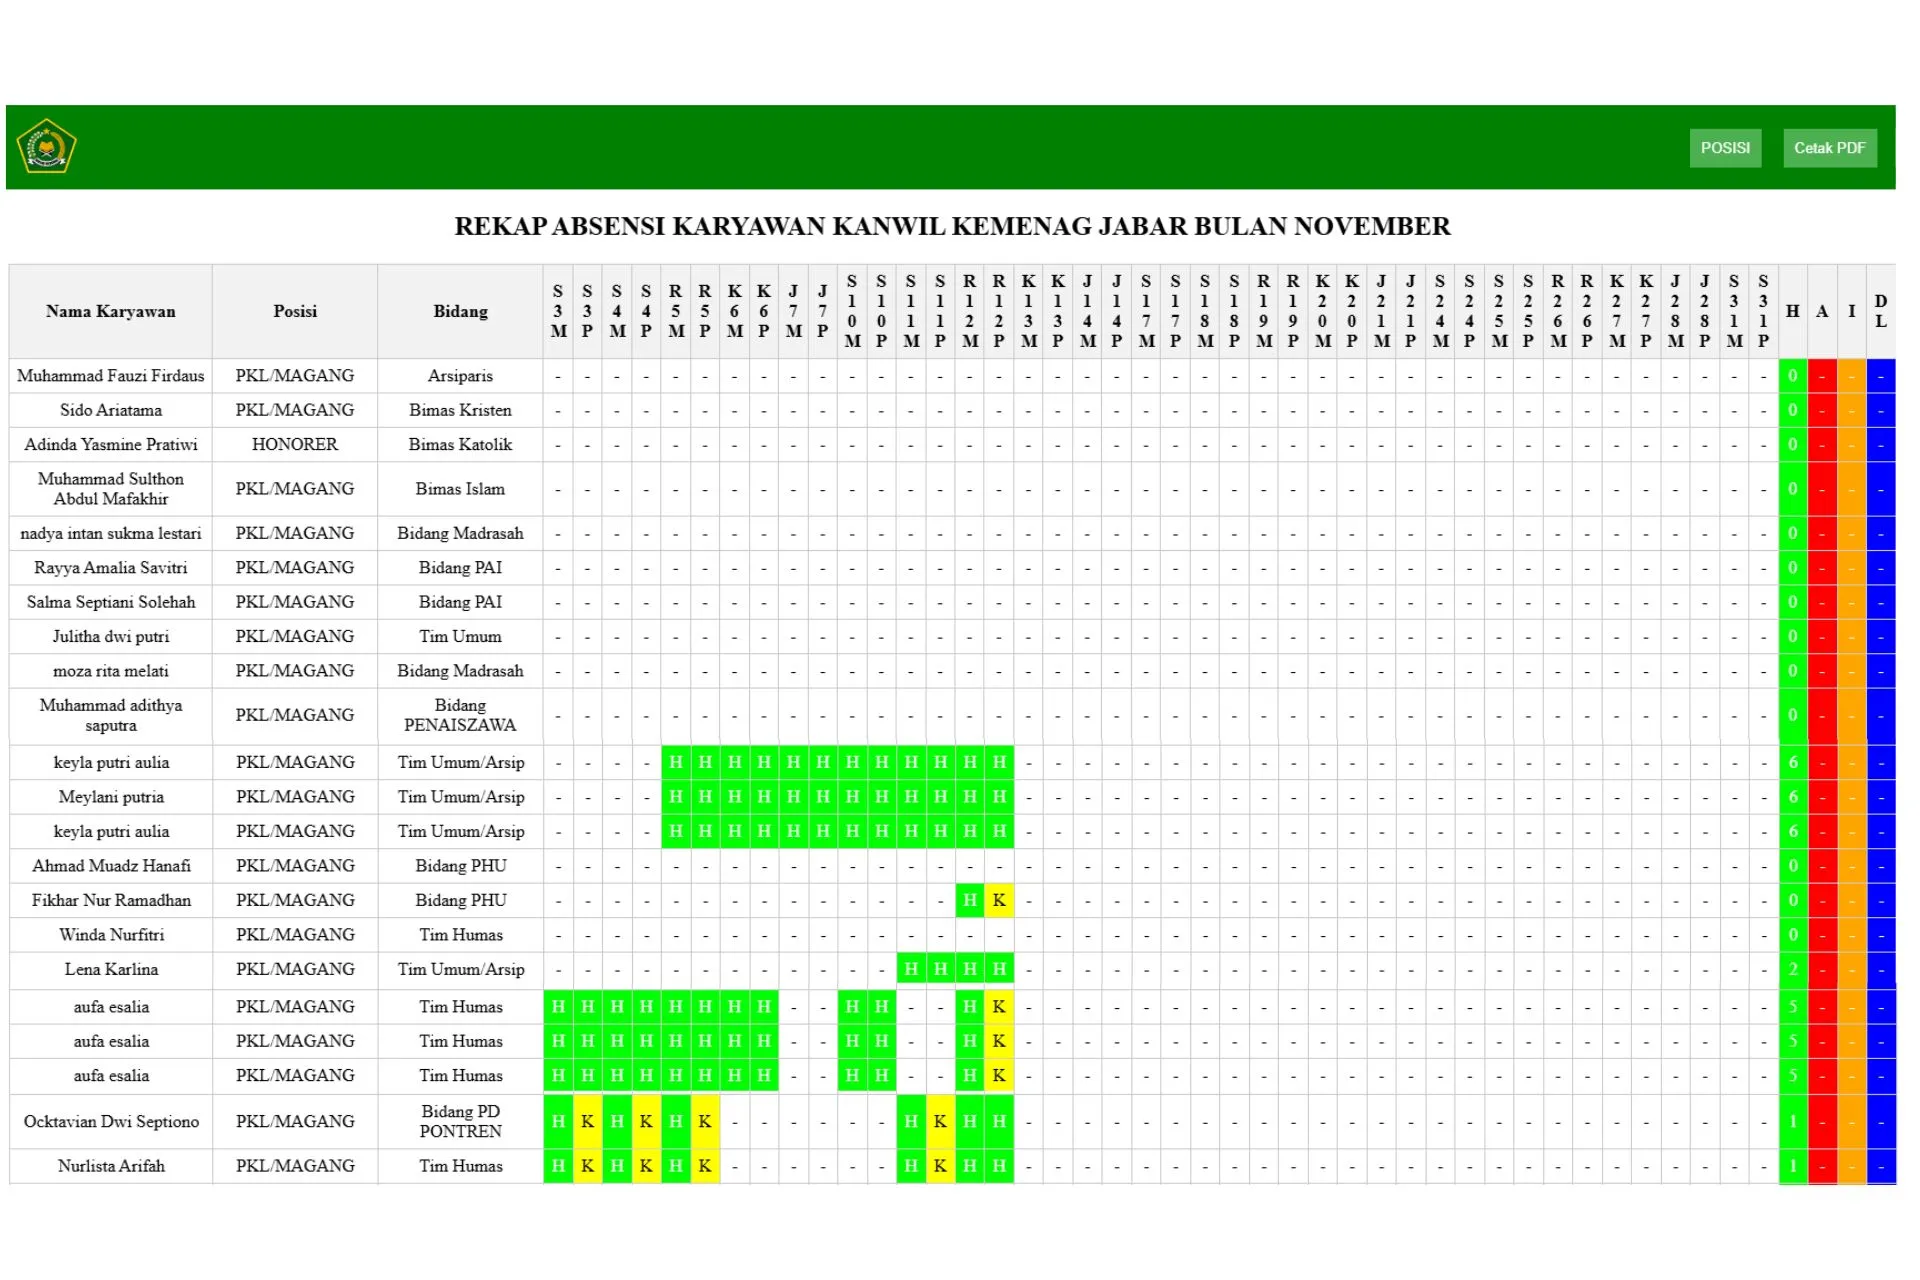 POSISI Cetak PDF
REKAP ABSENSI KARYAWAN KANWIL KEMENAG JABAR BULAN NOVEMBER
Nama Karyawan Posisi Bidang S3M S3P S4M S4P R5M R5P K6M K6P J7M J7P S10M S10P S11M S11P R12M R12P K13M K13P J14M J14P S17M S17P S18M S18P R19M R19P K20M K20P J21M J21P S24M S24P S25M S25P R26M R26P K27M K27P J28M J28P S31M S31P H A I DL
Muhammad Fauzi Firdaus PKL/MAGANG Arsiparis - - - - - - - - - - - - - - - - - - - - - - - - - - - - - - - - - - - - - - - - - - 0 - - -
Sido Ariatama PKL/MAGANG Bimas Kristen - - - - - - - - - - - - - - - - - - - - - - - - - - - - - - - - - - - - - - - - - - 0 - - -
Adinda Yasmine Pratiwi HONORER Bimas Katolik - - - - - - - - - - - - - - - - - - - - - - - - - - - - - - - - - - - - - - - - - - 0 - - -
Muhammad Sulthon
Abdul Mafakhir PKL/MAGANG Bimas Islam - - - - - - - - - - - - - - - - - - - - - - - - - - - - - - - - - - - - - - - - - - 0 - - -
nadya intan sukma lestari PKL/MAGANG Bidang Madrasah - - - - - - - - - - - - - - - - - - - - - - - - - - - - - - - - - - - - - - - - - - 0 - - -
Rayya Amalia Savitri PKL/MAGANG Bidang PAI - - - - - - - - - - - - - - - - - - - - - - - - - - - - - - - - - - - - - - - - - - 0 - - -
Salma Septiani Solehah PKL/MAGANG Bidang PAI - - - - - - - - - - - - - - - - - - - - - - - - - - - - - - - - - - - - - - - - - - 0 - - -
Julitha dwi putri PKL/MAGANG Tim Umum - - - - - - - - - - - - - - - - - - - - - - - - - - - - - - - - - - - - - - - - - - 0 - - -
moza rita melati PKL/MAGANG Bidang Madrasah - - - - - - - - - - - - - - - - - - - - - - - - - - - - - - - - - - - - - - - - - - 0 - - -
Muhammad adithya
saputra PKL/MAGANG Bidang
PENAISZAWA - - - - - - - - - - - - - - - - - - - - - - - - - - - - - - - - - - - - - - - - - - 0 - - -
keyla putri aulia PKL/MAGANG Tim Umum/Arsip - - - - H H H H H H H H H H H H - - - - - - - - - - - - - - - - - - - - - - - - - - 6 - - -
Meylani putria PKL/MAGANG Tim Umum/Arsip - - - - H H H H H H H H H H H H - - - - - - - - - - - - - - - - - - - - - - - - - - 6 - - -
keyla putri aulia PKL/MAGANG Tim Umum/Arsip - - - - H H H H H H H H H H H H - - - - - - - - - - - - - - - - - - - - - - - - - - 6 - - -
Ahmad Muadz Hanafi PKL/MAGANG Bidang PHU - - - - - - - - - - - - - - - - - - - - - - - - - - - - - - - - - - - - - - - - - - 0 - - -
Fikhar Nur Ramadhan PKL/MAGANG Bidang PHU - - - - - - - - - - - - - - H K - - - - - - - - - - - - - - - - - - - - - - - - - - 0 - - -
Winda Nurfitri PKL/MAGANG Tim Humas - - - - - - - - - - - - - - - - - - - - - - - - - - - - - - - - - - - - - - - - - - 0 - - -
Lena Karlina PKL/MAGANG Tim Umum/Arsip - - - - - - - - - - - - H H H H - - - - - - - - - - - - - - - - - - - - - - - - - - 2 - - -
aufa esalia PKL/MAGANG Tim Humas H H H H H H H H - - H H - - H K - - - - - - - - - - - - - - - - - - - - - - - - - - 5 - - -
aufa esalia PKL/MAGANG Tim Humas H H H H H H H H - - H H - - H K - - - - - - - - - - - - - - - - - - - - - - - - - - 5 - - -
aufa esalia PKL/MAGANG Tim Humas H H H H H H H H - - H H - - H K - - - - - - - - - - - - - - - - - - - - - - - - - - 5 - - -
Ocktavian Dwi Septiono PKL/MAGANG Bidang PD
PONTREN H K H K H K - - - - - - H K H H - - - - - - - - - - - - - - - - - - - - - - - - - - 1 - - -
Nurlista Arifah PKL/MAGANG Tim Humas H K H K H K - - - - - - H K H H - - - - - - - - - - - - - - - - - - - - - - - - - - 1 - - -